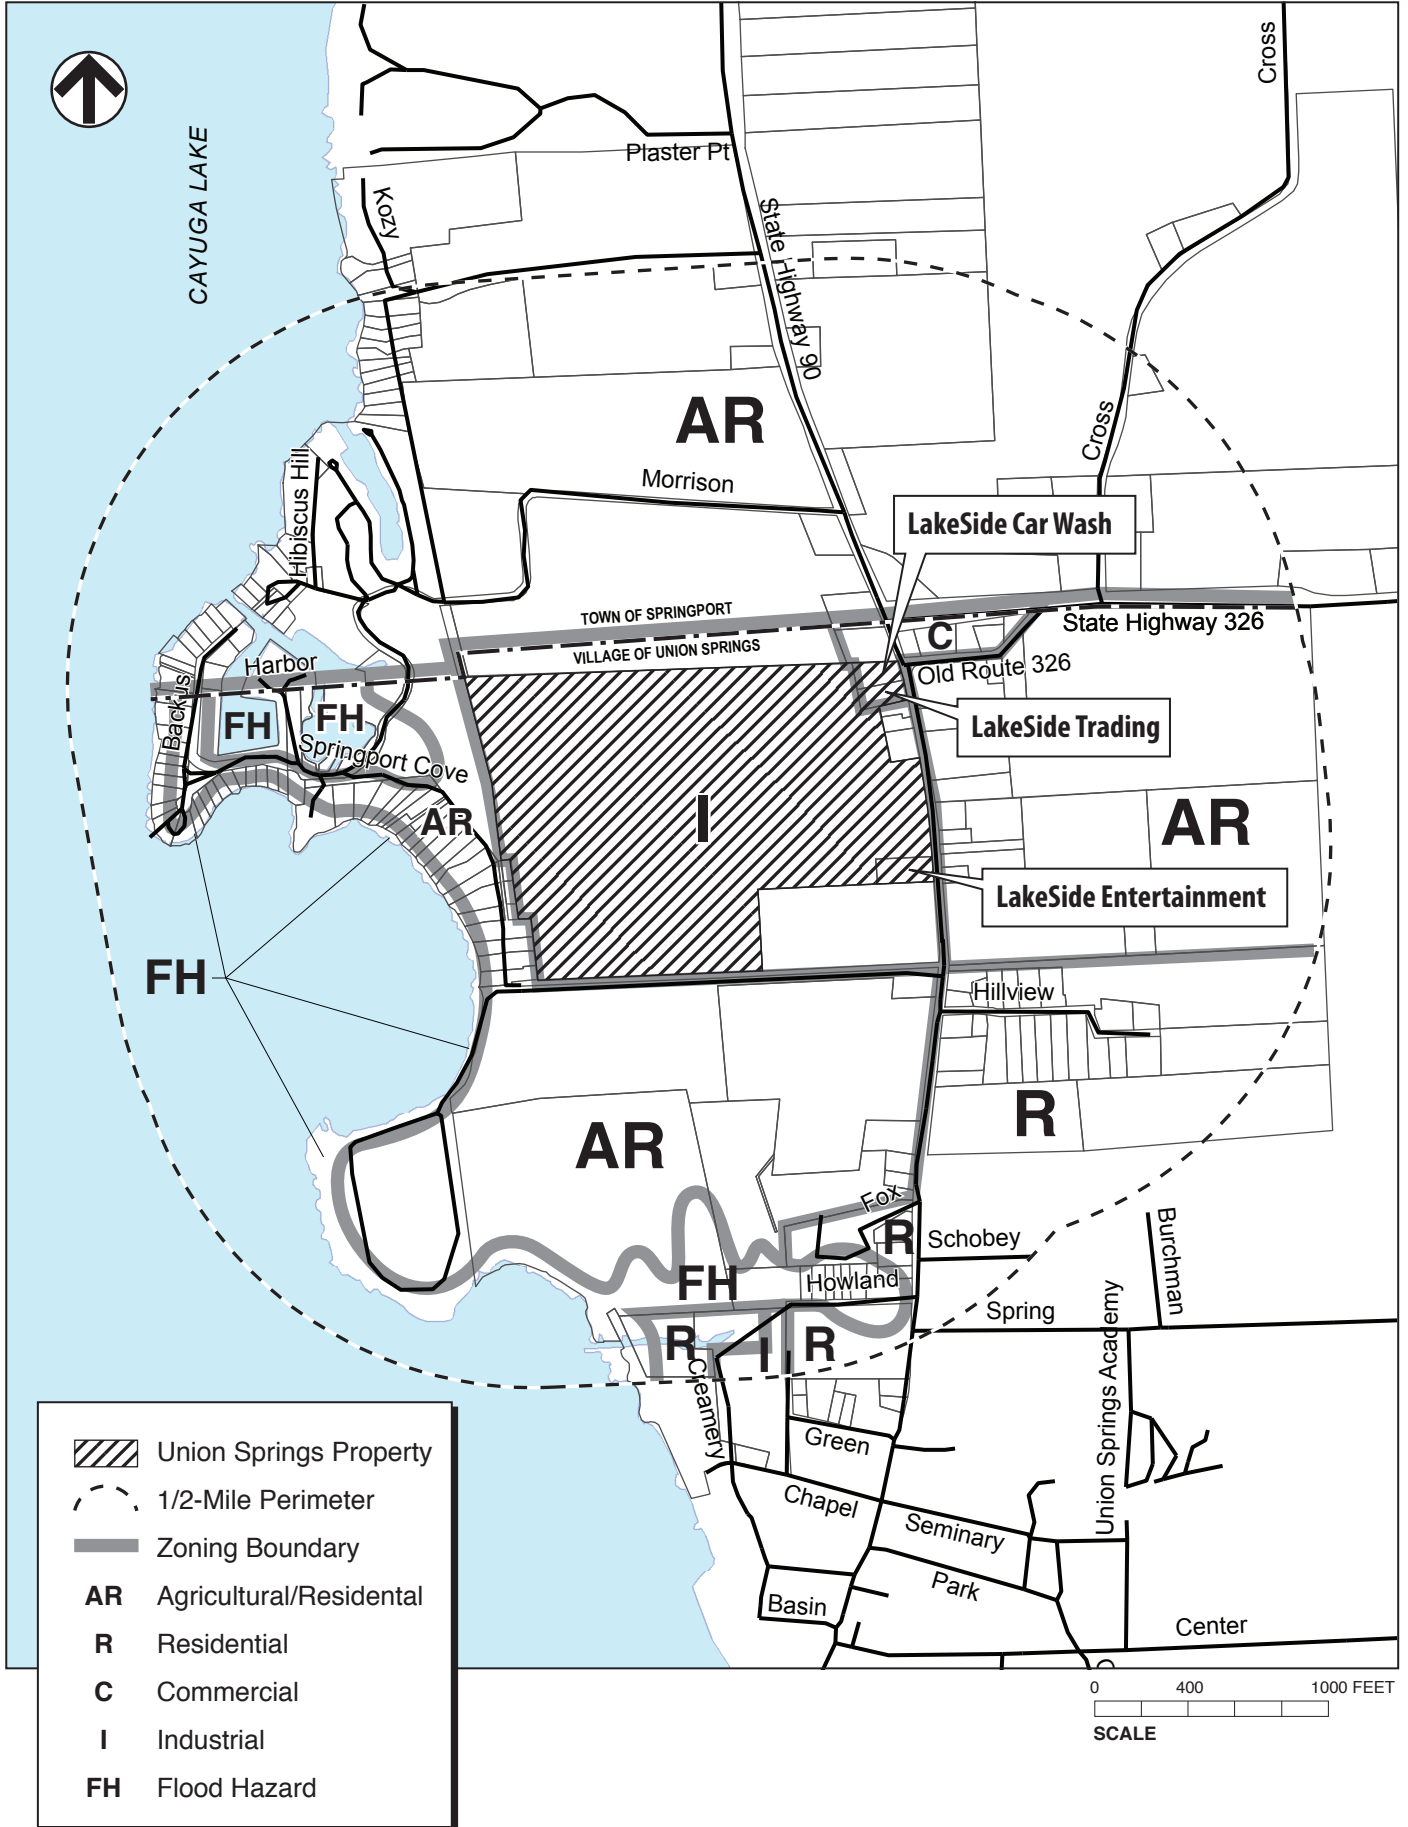 Cross
CAYUGA LAKE
Plaster Pt
Kozy
State Highway 90
AR
Cross
Morrison
Hibiscus Hill
LakeSide Car Wash
TOWN OF SPRINGPORT
VILLAGE OF UNION SPRINGS
C
State Highway 326
Old Route 326
Harbor
Backus
FH
FH
Springport Cove
LakeSide Trading
AR
I
AR
LakeSide Entertainment
FH
Hillview
R
AR
Fox
R
Schobey
Burchman
FH
Howland
Spring
R
I
R
Creamery
Union Springs Academy
Green
Chapel
Seminary
Park
Basin
Center
Union Springs Property
1/2-Mile Perimeter
Zoning Boundary
AR Agricultural/Residental
R Residential
C Commercial
I Industrial
FH Flood Hazard
0 400 1000 FEET
SCALE